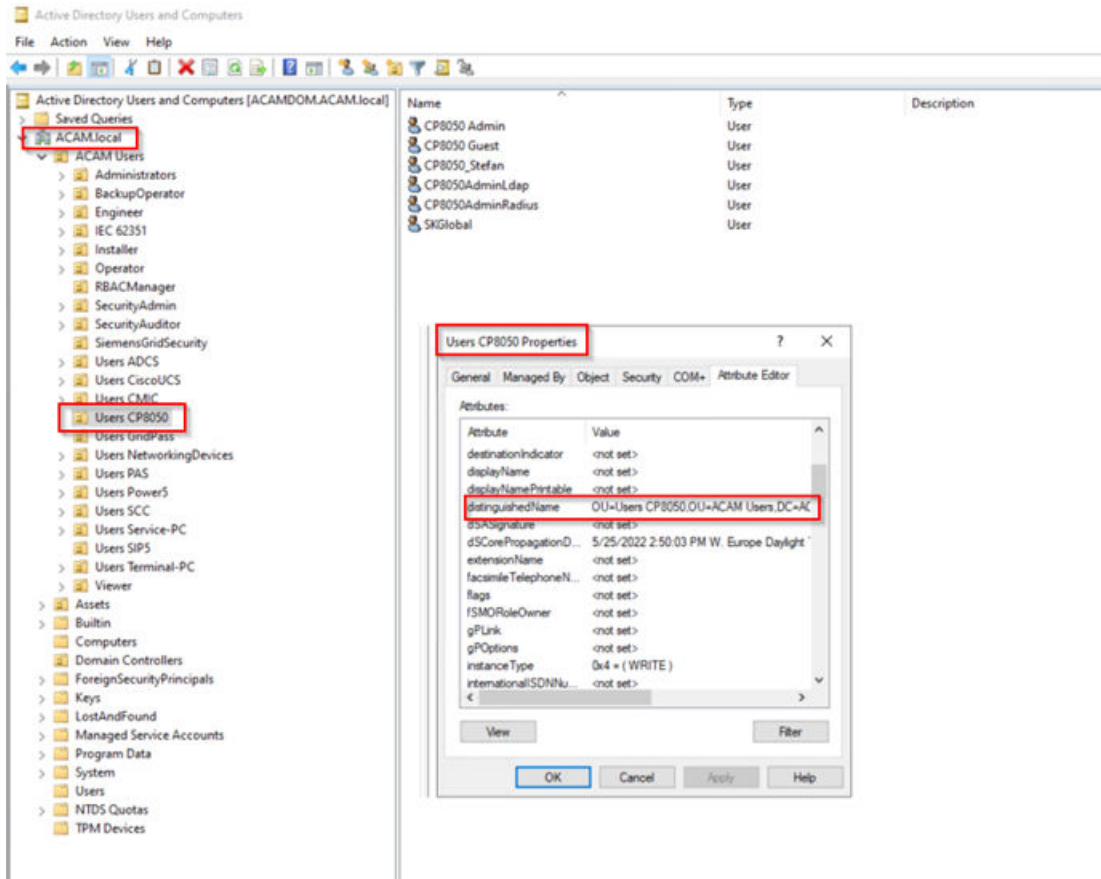 Active Directory Users and Computers
File Action View Help
Active Directory Users and Computers [ACAMDOM.ACAM.local]
Saved Queries
ACAM.local
ACAM Users
Administrators
BackupOperator
Engineer
IEC 62351
Installer
Operator
RBACManager
SecurityAdmin
SecurityAuditor
SiemensGridSecurity
Users ADCS
Users CiscoUCS
Users CMIC
Users CP8050
Users GridPass
Users NetworkingDevices
Users PAS
Users Power5
Users SCC
Users Service-PC
Users SIP5
Users Terminal-PC
Viewer
Assets
Builtin
Computers
Domain Controllers
ForeignSecurityPrincipals
Keys
LostAndFound
Managed Service Accounts
Program Data
System
Users
NTDS Quotas
TPM Devices
Name Type Description
CP8050 Admin User
CP8050 Guest User
CP8050_Stefan User
CP8050AdminLdap User
CP8050AdminRadius User
SKGlobal User
Users CP8050 Properties ? ×
General Managed By Object Security COM+ Attribute Editor
Attributes:
Attribute Value
destinationIndicator <not set>
displayName <not set>
displayNamePrintable <not set>
distinguishedName OU=Users CP8050,OU=ACAM Users,DC=AC
dSASignature <not set>
dSCorePropagationD... 5/25/2022 2:50:03 PM W. Europe Daylight
extensionName <not set>
facsimileTelephoneN... <not set>
flags <not set>
fSMORoleOwner <not set>
gPLink <not set>
gPOptions <not set>
instanceType 0x4 = ( WRITE )
internationalISDNNu... <not set>
View Filter
OK Cancel Apply Help